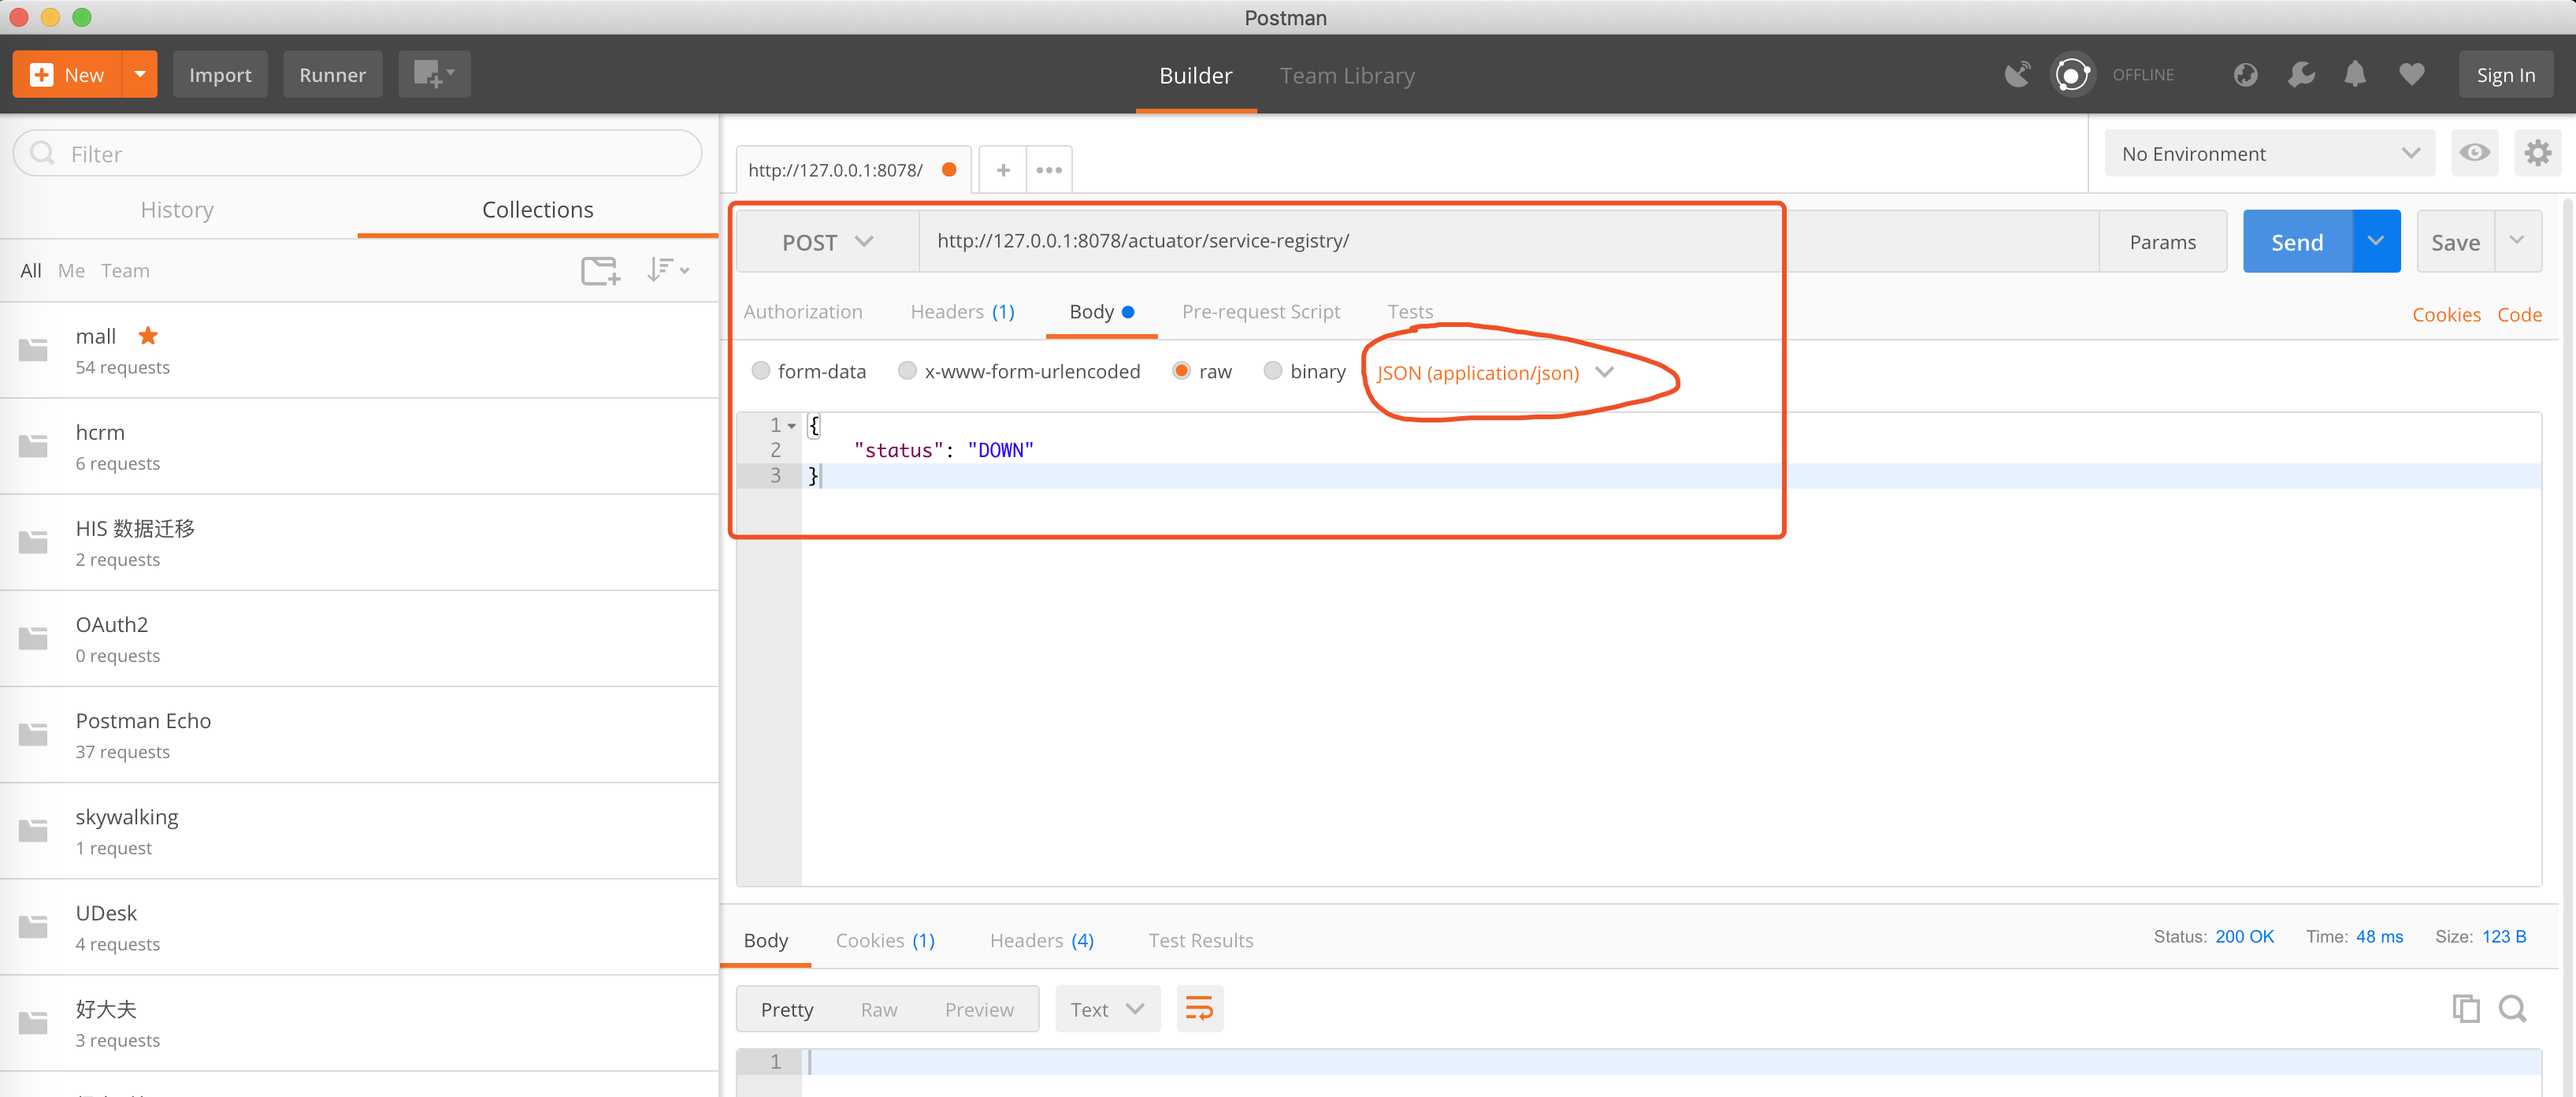 Postman
New
Import
Runner
Builder
Team Library
OFFLINE
Sign In
Filter
History
Collections
All Me Team
mall
54 requests
hcrm
6 requests
HIS 数据迁移
2 requests
OAuth2
0 requests
Postman Echo
37 requests
skywalking
1 request
UDesk
4 requests
好大夫
3 requests
http://127.0.0.1:8078/
No Environment
POST
http://127.0.0.1:8078/actuator/service-registry/
Params
Send
Save
Authorization
Headers (1)
Body
Pre-request Script
Tests
Cookies
Code
form-data
x-www-form-urlencoded
raw
binary
JSON (application/json)
1 {
2 "status": "DOWN"
3 }
Body
Cookies (1)
Headers (4)
Test Results
Status: 200 OK
Time: 48 ms
Size: 123 B
Pretty
Raw
Preview
Text
1